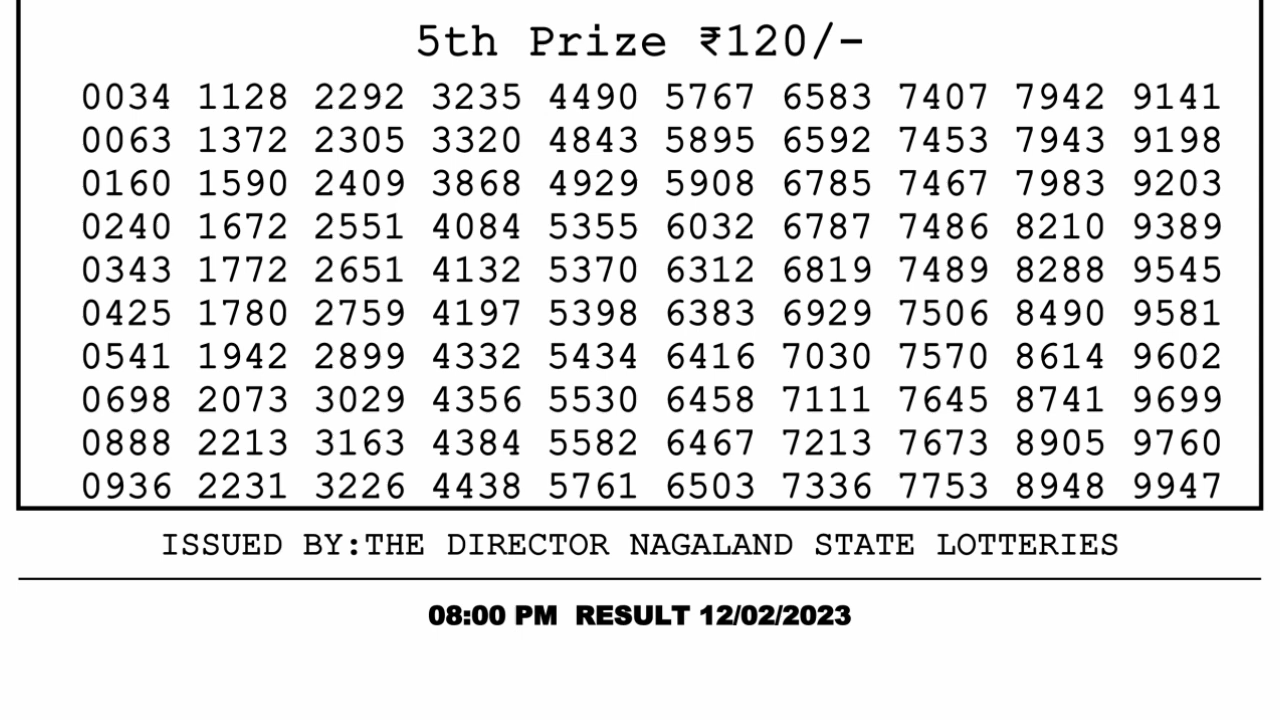 5th Prize ₹120/-
0034 1128 2292 3235 4490 5767 6583 7407 7942 9141
0063 1372 2305 3320 4843 5895 6592 7453 7943 9198
0160 1590 2409 3868 4929 5908 6785 7467 7983 9203
0240 1672 2551 4084 5355 6032 6787 7486 8210 9389
0343 1772 2651 4132 5370 6312 6819 7489 8288 9545
0425 1780 2759 4197 5398 6383 6929 7506 8490 9581
0541 1942 2899 4332 5434 6416 7030 7570 8614 9602
0698 2073 3029 4356 5530 6458 7111 7645 8741 9699
0888 2213 3163 4384 5582 6467 7213 7673 8905 9760
0936 2231 3226 4438 5761 6503 7336 7753 8948 9947
ISSUED BY:THE DIRECTOR NAGALAND STATE LOTTERIES
08:00 PM RESULT 12/02/2023